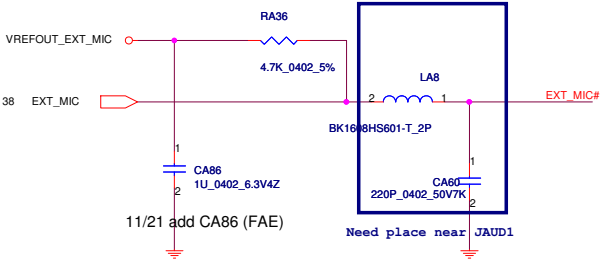 RA36
VREFOUT_EXT_MIC
4.7K_0402_5%
LA8
38 EXT_MIC
2 1
EXT_MIC#
BK1608HS601-T_2P
1
CA86
1U_0402_6.3V4Z
2
1
CA60
220P_0402_50V7K
2
11/21 add CA86 (FAE)
Need place near JAUD1